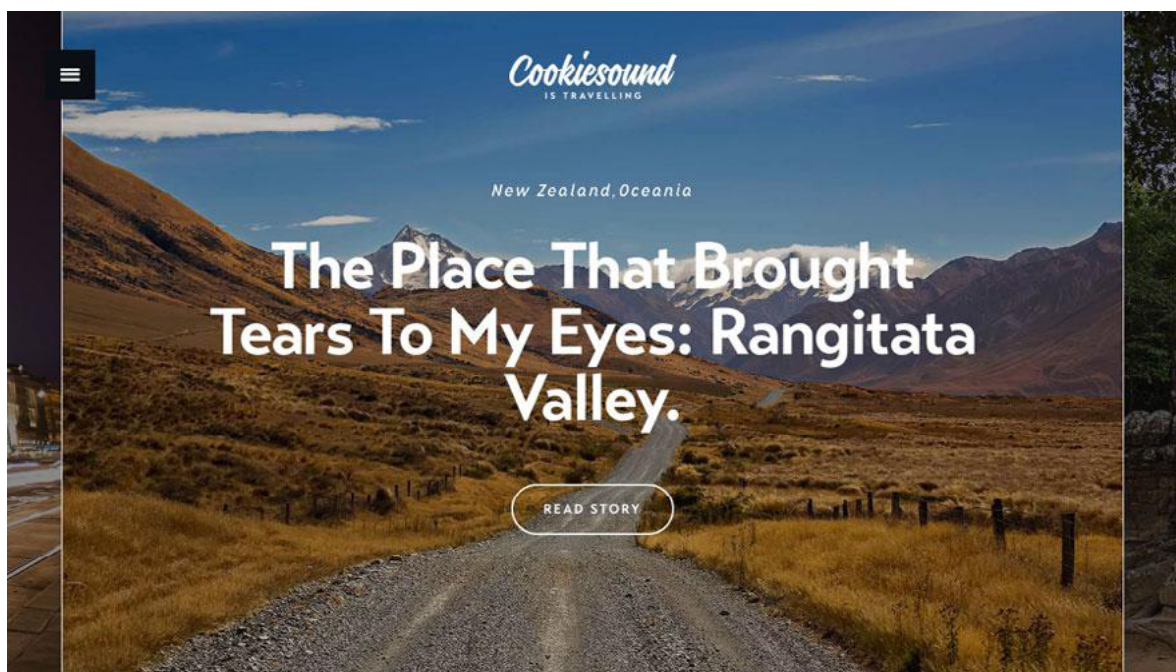 Cookiesound
IS TRAVELLING
New Zealand,Oceania
The Place That Brought
Tears To My Eyes: Rangitata
Valley.
READ STORY